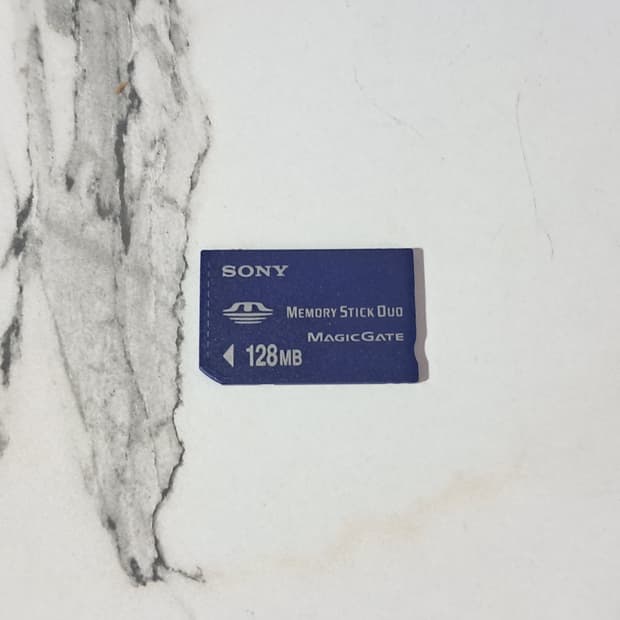 SONY
MEMORY STICK DUO
MAGICGATE
128MB